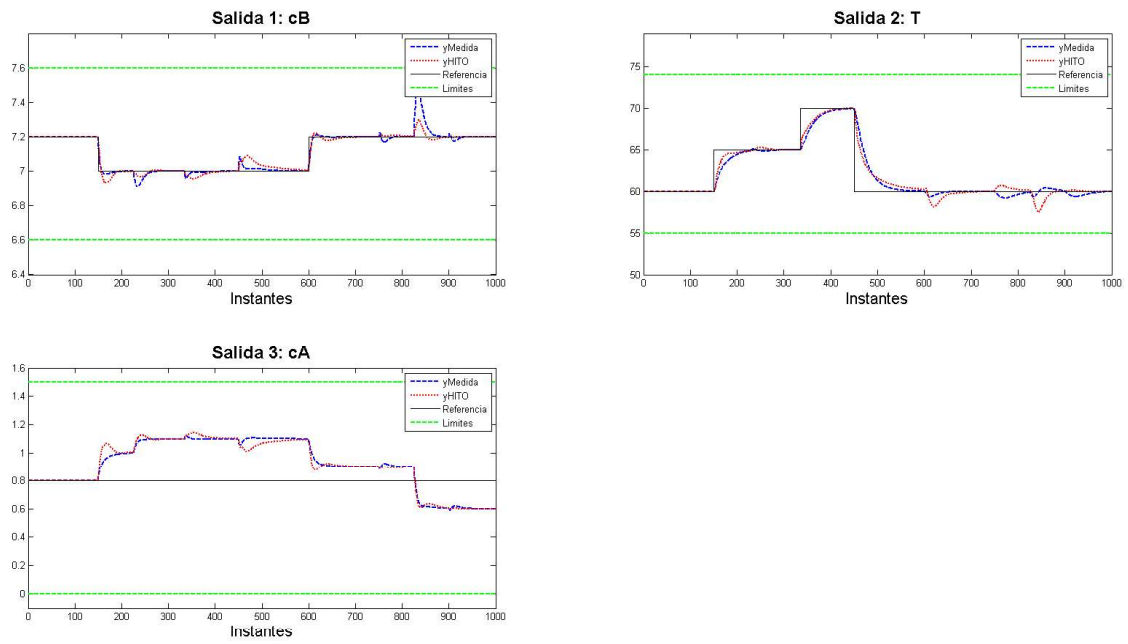 Salida 1: cB
yMedida
yHITO
Referencia
Limites
7.6
7.4
7.2
7
6.8
6.6
6.4
0 100 200 300 400 500 600 700 800 900 1000
Instantes
Salida 2: T
yMedida
yHITO
Referencia
Limites
75
70
65
60
55
50
0 100 200 300 400 500 600 700 800 900 1000
Instantes
Salida 3: cA
yMedida
yHITO
Referencia
Limites
1.6
1.4
1.2
1
0.8
0.6
0.4
0.2
0
0 100 200 300 400 500 600 700 800 900 1000
Instantes